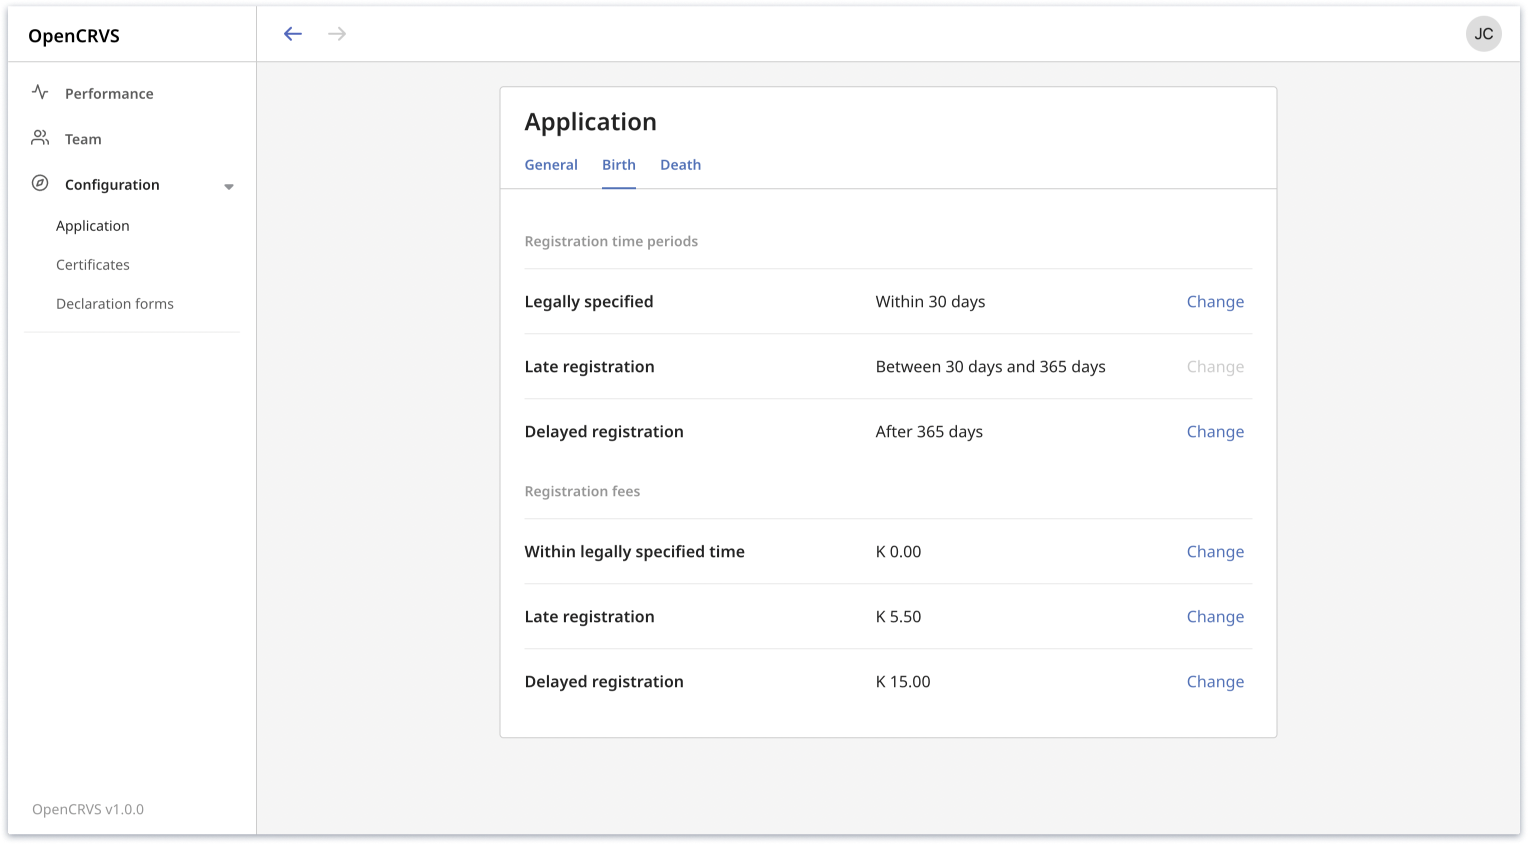 OpenCRVS
JC
Performance
Team
Configuration
Application
Certificates
Declaration forms
OpenCRVS v1.0.0
Application
General Birth Death
Registration time periods
Legally specified Within 30 days Change
Late registration Between 30 days and 365 days Change
Delayed registration After 365 days Change
Registration fees
Within legally specified time K 0.00 Change
Late registration K 5.50 Change
Delayed registration K 15.00 Change